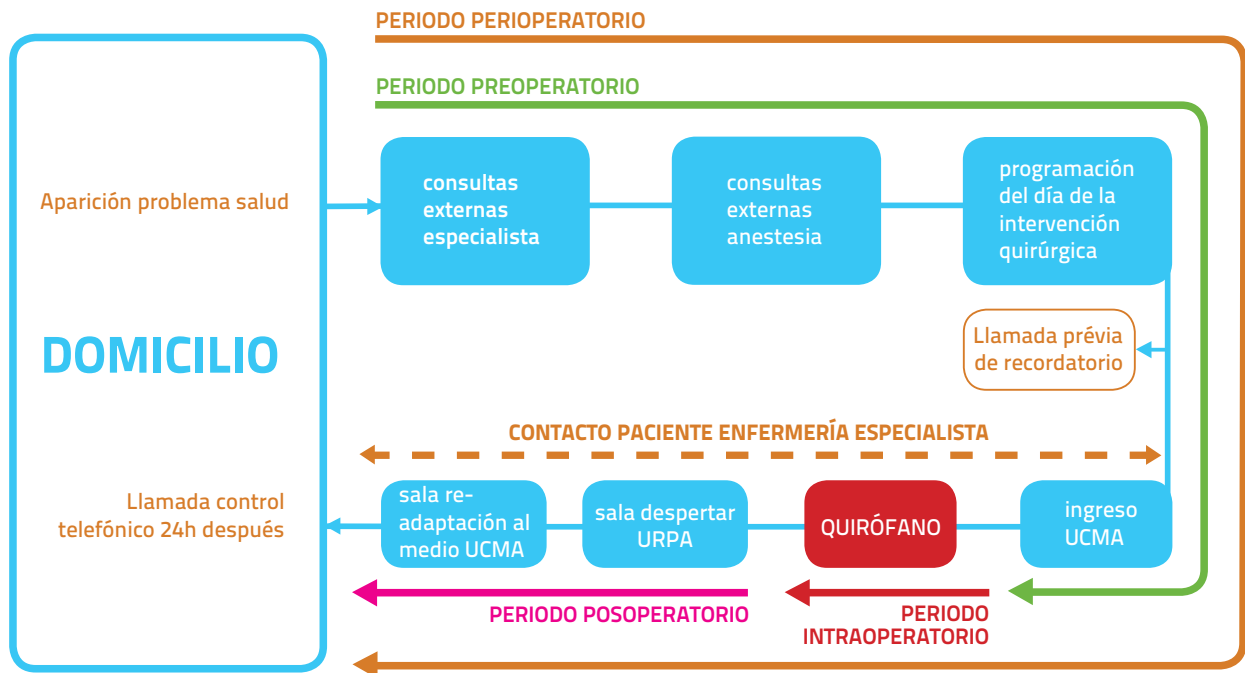 PERIODO PERIOPERATORIO
PERIODO PREOPERATORIO
Aparición problema salud
consultas
externas
especialista
consultas
externas
anestesia
programación
del día de la
intervención
quirúrgica
DOMICILIO
Llamada prévia
de recordatorio
CONTACTO PACIENTE ENFERMERÍA ESPECIALISTA
Llamada control
telefónico 24h después
sala re-
adaptación al
medio UCMA
sala despertar
URPA
QUIRÓFANO
ingreso
UCMA
PERIODO POSOPERATORIO
PERIODO
INTRAOPERATORIO